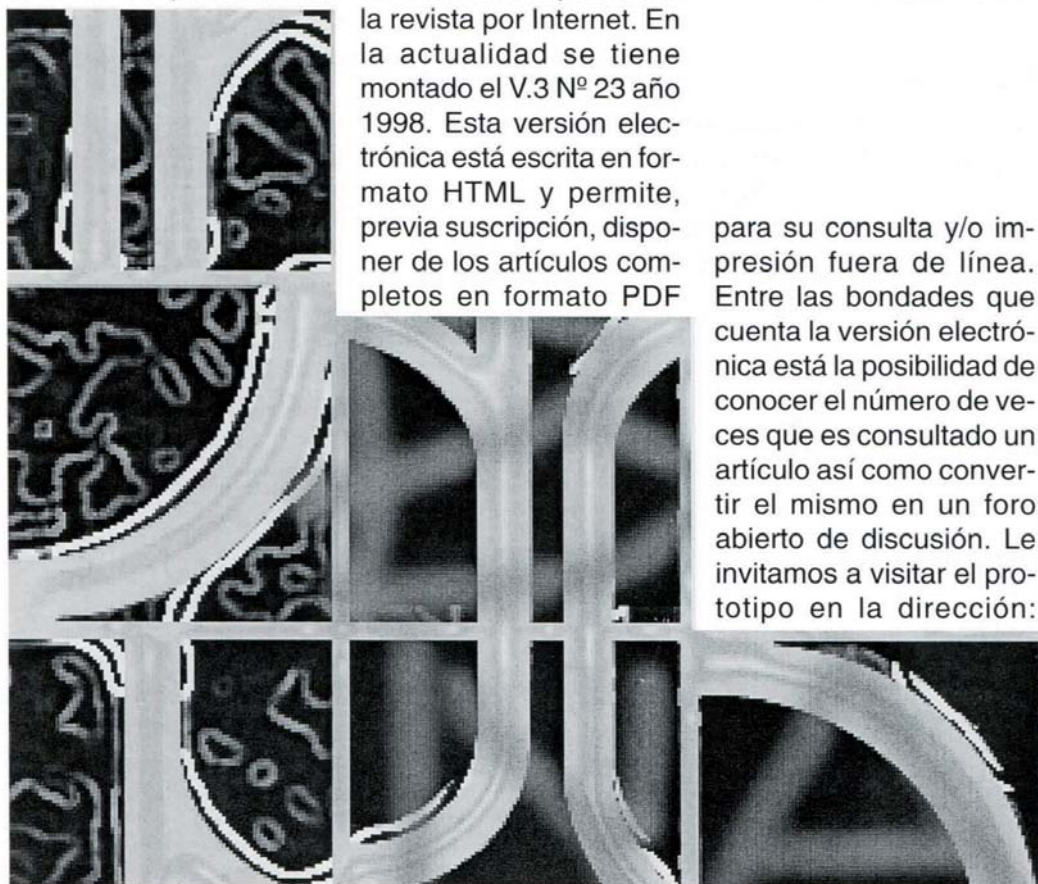 la revista por Internet. En
la actualidad se tiene
montado el V.3 Nº 23 año
1998. Esta versión elec-
trónica está escrita en for-
mato HTML y permite,
previa suscripción, dispo-
ner de los artículos com-
pletos en formato PDF
para su consulta y/o im-
presión fuera de línea.
Entre las bondades que
cuenta la versión electró-
nica está la posibilidad de
conocer el número de ve-
ces que es consultado un
artículo así como conver-
tir el mismo en un foro
abierto de discusión. Le
invitamos a visitar el pro-
totipo en la dirección: